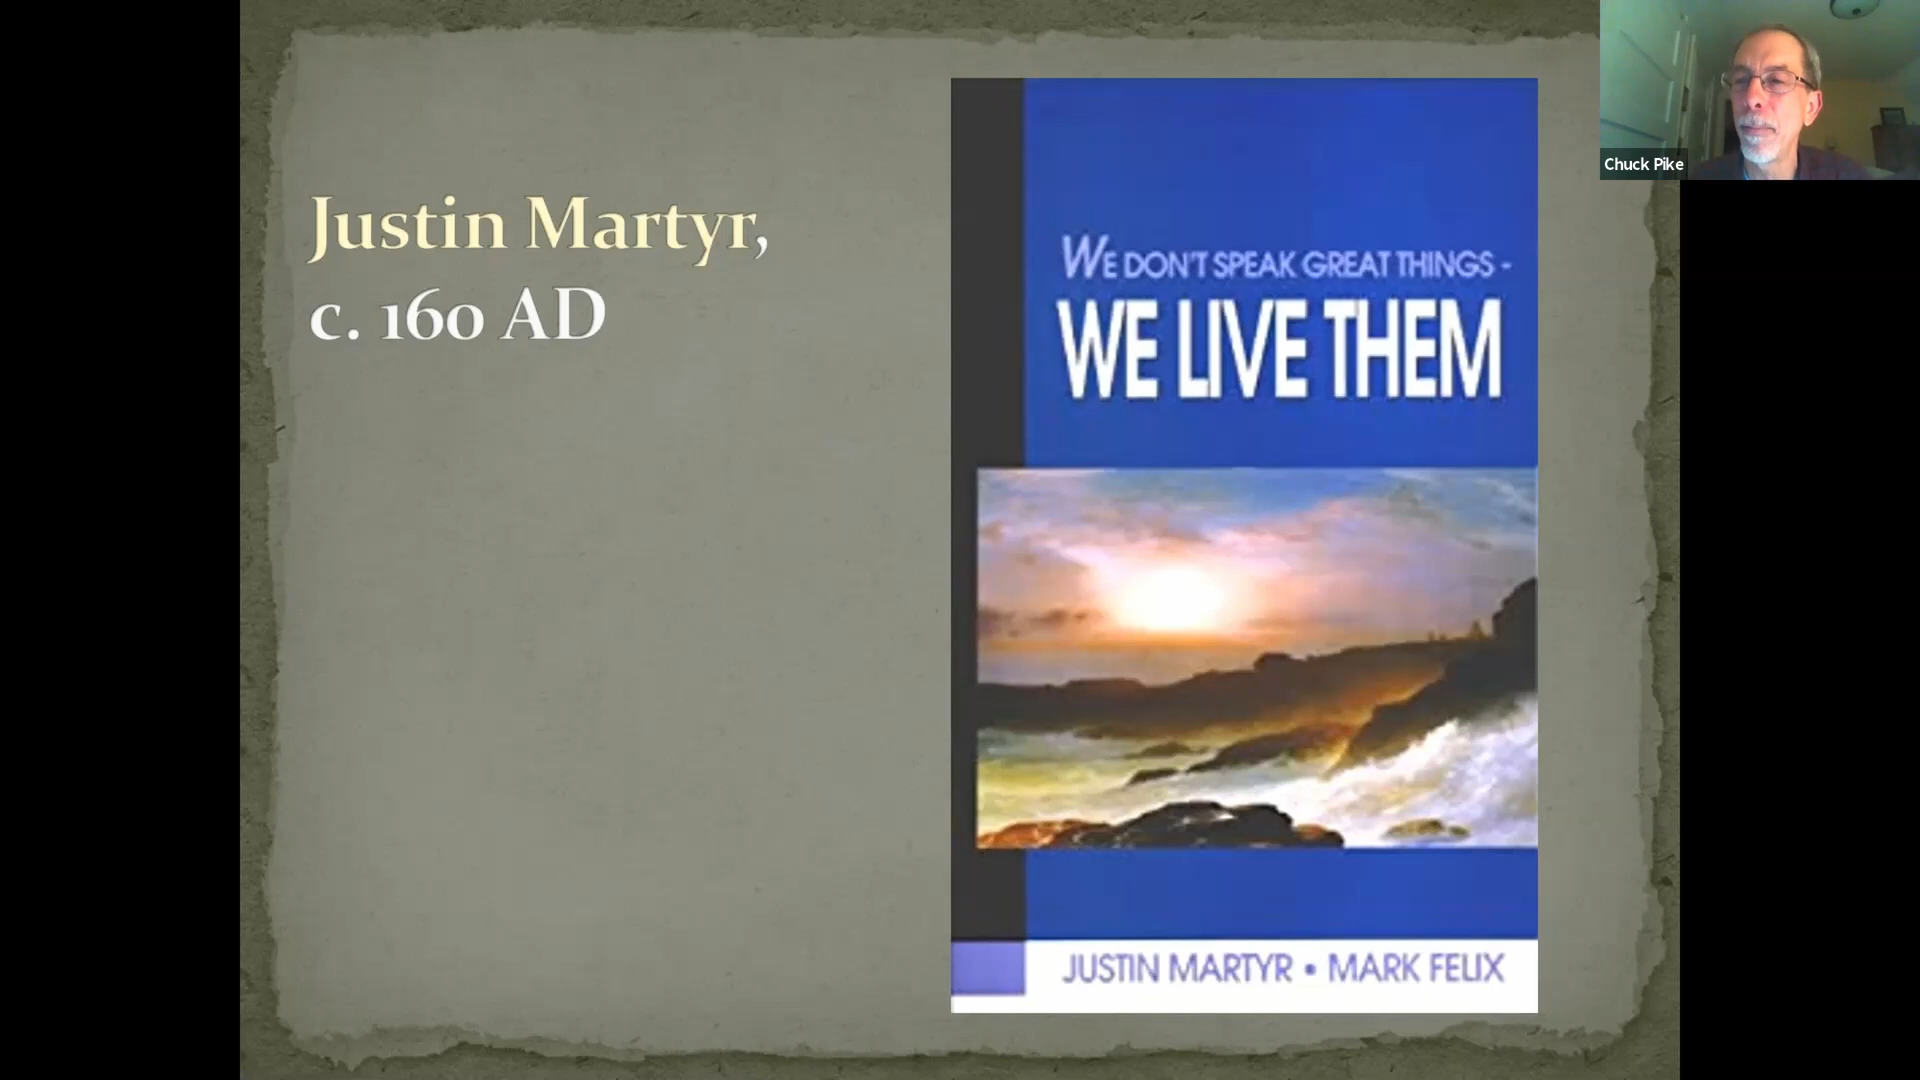 Justin Martyr,
c. 160 AD
WE DON'T SPEAK GREAT THINGS -
WE LIVE THEM
JUSTIN MARTYR • MARK FELIX
Chuck Pike